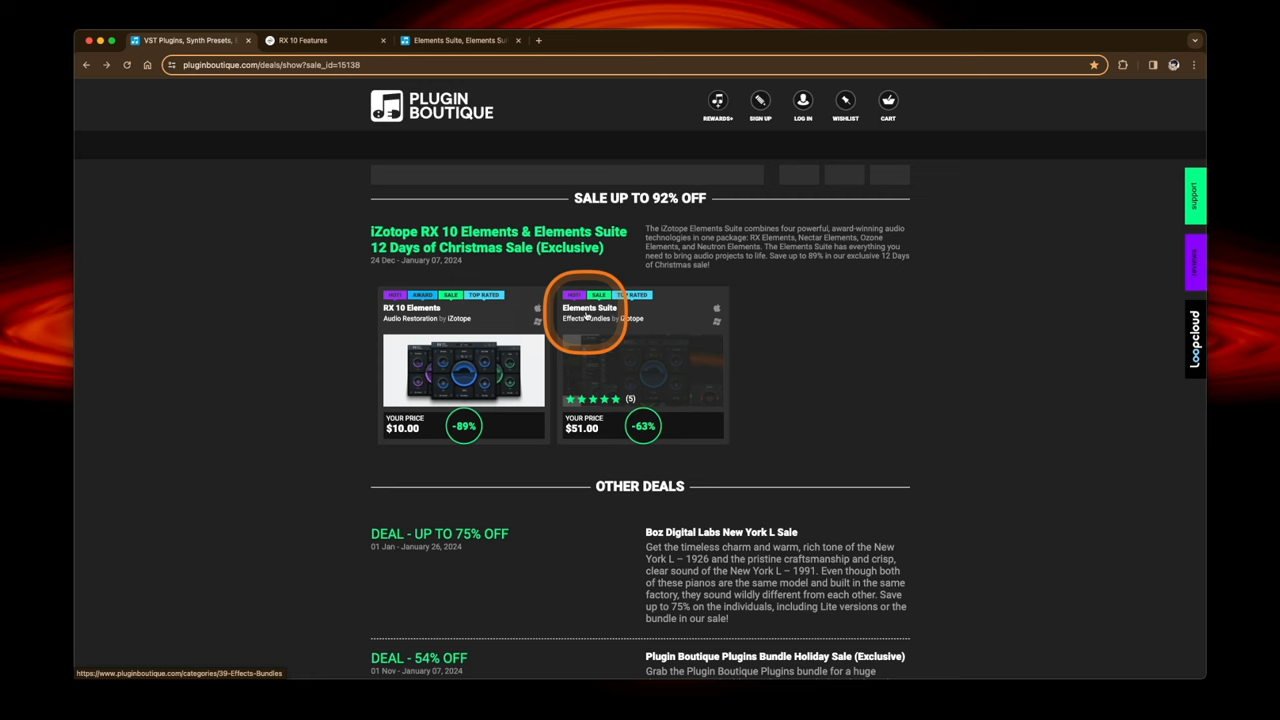 VST Plugins, Synth Presets,
RX 10 Features
Elements Suite, Elements Su
pluginboutique.com/deals/show?sale_id=15138
PLUGIN
BOUTIQUE
REWARDS+
SIGN UP
LOG IN
WISHLIST
CART
support
reviews
Loopcloud
SALE UP TO 92% OFF
iZotope RX 10 Elements & Elements Suite
12 Days of Christmas Sale (Exclusive)
24 Dec - January 07, 2024
The iZotope Elements Suite combines four powerful, award-winning audio
technologies in one package: RX Elements, Nectar Elements, Ozone
Elements, and Neutron Elements. The Elements Suite has everything you
need to bring audio projects to life. Save up to 89% in our exclusive 12 Days
of Christmas sale!
HOT! AWARD SALE TOP RATED
RX 10 Elements
Audio Restoration by iZotope
YOUR PRICE
$10.00
-89%
HOT! SALE TOP RATED
Elements Suite
Effects Bundles by iZotope
(5)
YOUR PRICE
$51.00
-63%
OTHER DEALS
DEAL - UP TO 75% OFF
01 Jan - January 26, 2024
Boz Digital Labs New York L Sale
Get the timeless charm and warm, rich tone of the New
York L – 1926 and the pristine craftsmanship and crisp,
clear sound of the New York L – 1991. Even though both
of these pianos are the same model and built in the same
factory, they sound wildly different from each other. Save
up to 75% on the individuals, including Lite versions or the
bundle in our sale!
DEAL - 54% OFF
01 Nov - January 07, 2024
Plugin Boutique Plugins Bundle Holiday Sale (Exclusive)
Grab the Plugin Boutique Plugins bundle for a huge
https://www.pluginboutique.com/categories/39-Effects-Bundles